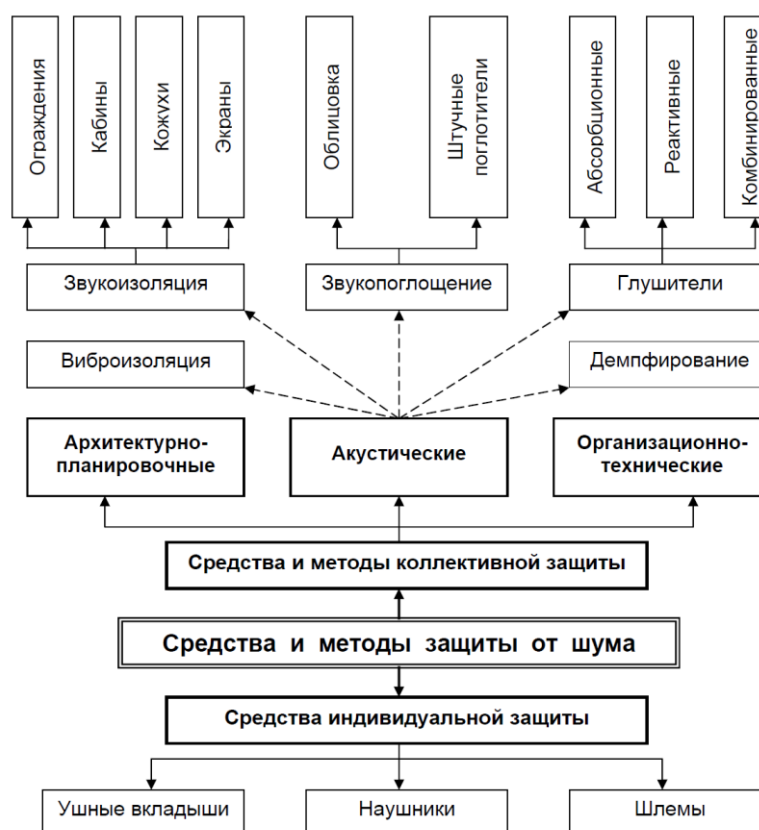 Ограждения
Кабины
Кожухи
Экраны
Облицовка
Штучные
поглотители
Абсорбционные
Реактивные
Комбинированные
Звукоизоляция
Звукопоглощение
Глушители
Виброизоляция
Демпфирование
Архитектурно-
планировочные
Акустические
Организационно-
технические
Средства и методы коллективной защиты
Средства и методы защиты от шума
Средства индивидуальной защиты
Ушные вкладыши
Наушники
Шлемы